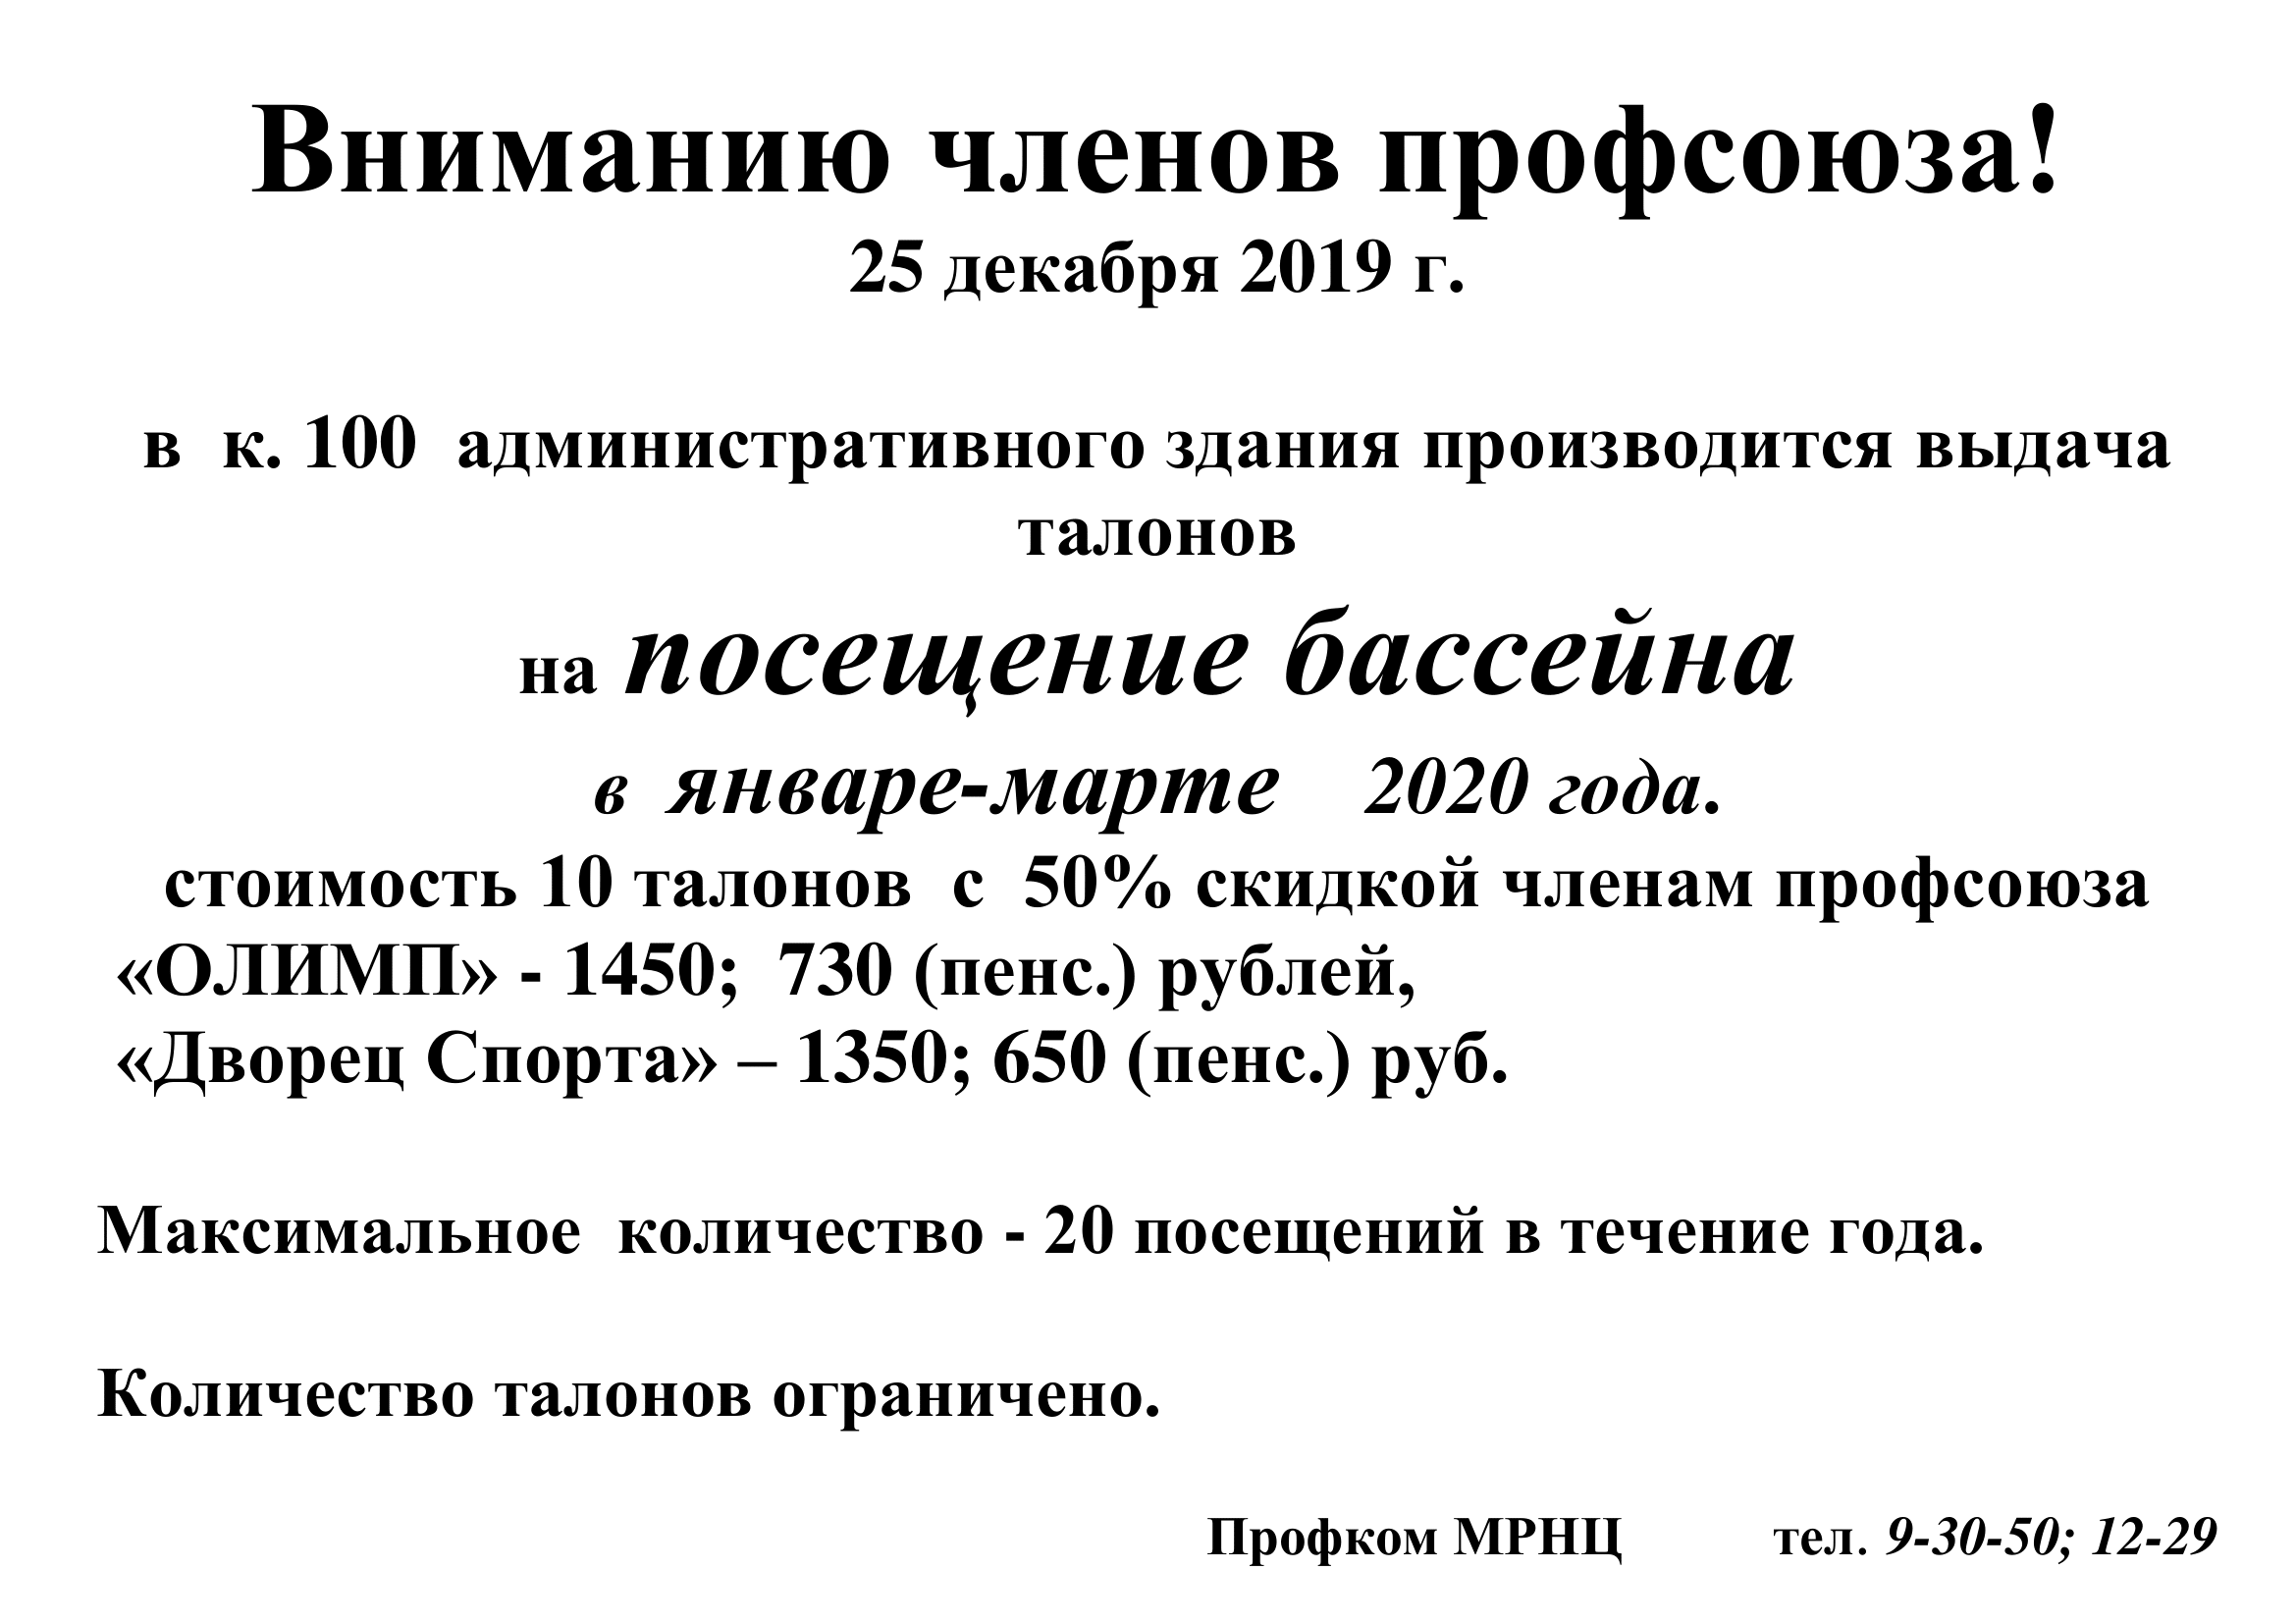 Вниманию членов профсоюза!
25 декабря 2019 г.
в к. 100 административного здания производится выдача
талонов
на посещение бассейна
в январе-марте 2020 года.
стоимость 10 талонов с 50% скидкой членам профсоюза
«ОЛИМП» - 1450; 730 (пенс.) рублей,
«Дворец Спорта» – 1350; 650 (пенс.) руб.
Максимальное количество - 20 посещений в течение года.
Количество талонов ограничено.
Профком МРНЦ тел. 9-30-50; 12-29